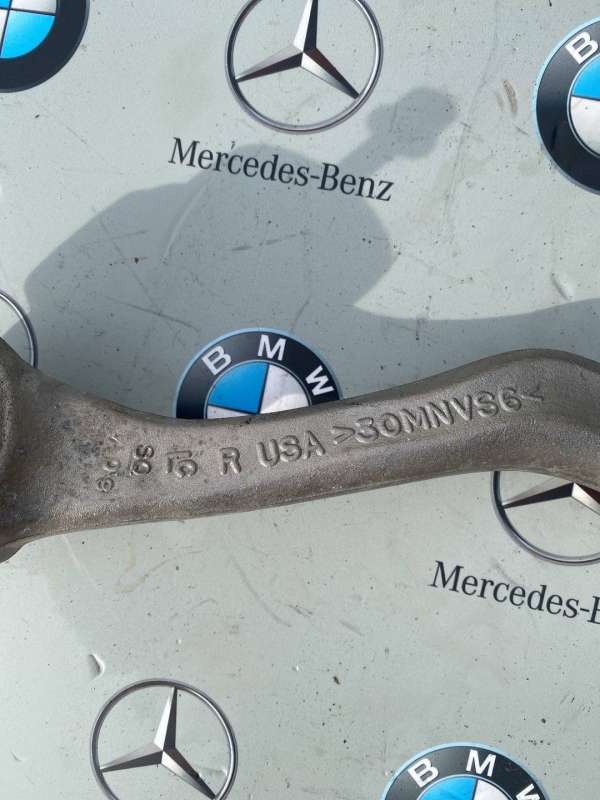 Mercedes-Benz
BMW
BMW
R USA >30MNVS6<
Mercedes-B
BMW